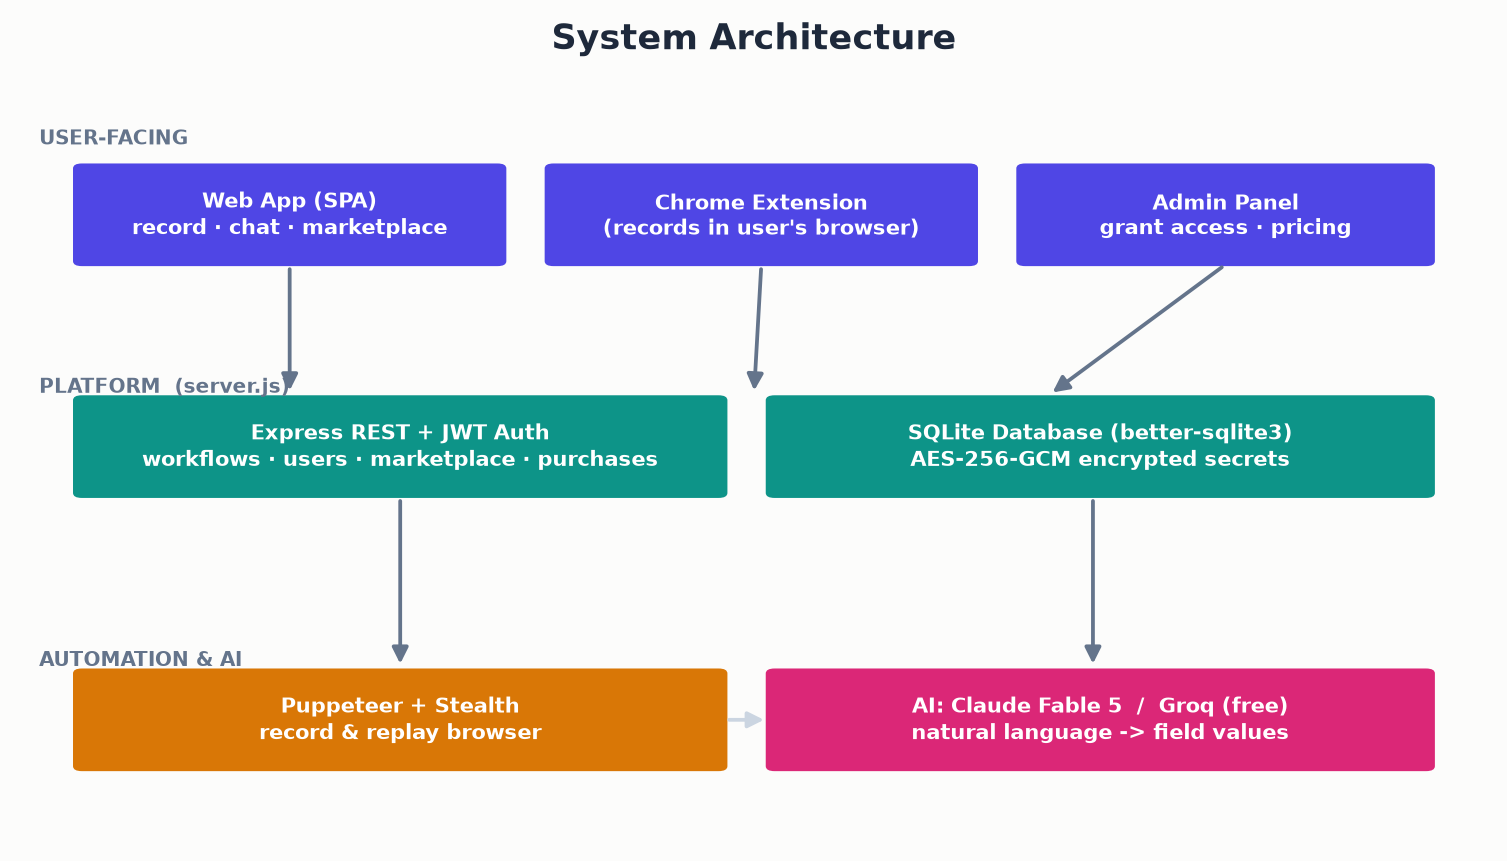 System Architecture
USER-FACING
Web App (SPA)
record · chat · marketplace
Chrome Extension
(records in user's browser)
Admin Panel
grant access · pricing
PLATFORM  (server.js)
Express REST + JWT Auth
workflows · users · marketplace · purchases
SQLite Database (better-sqlite3)
AES-256-GCM encrypted secrets
AUTOMATION & AI
Puppeteer + Stealth
record & replay browser
AI: Claude Fable 5  /  Groq (free)
natural language -> field values